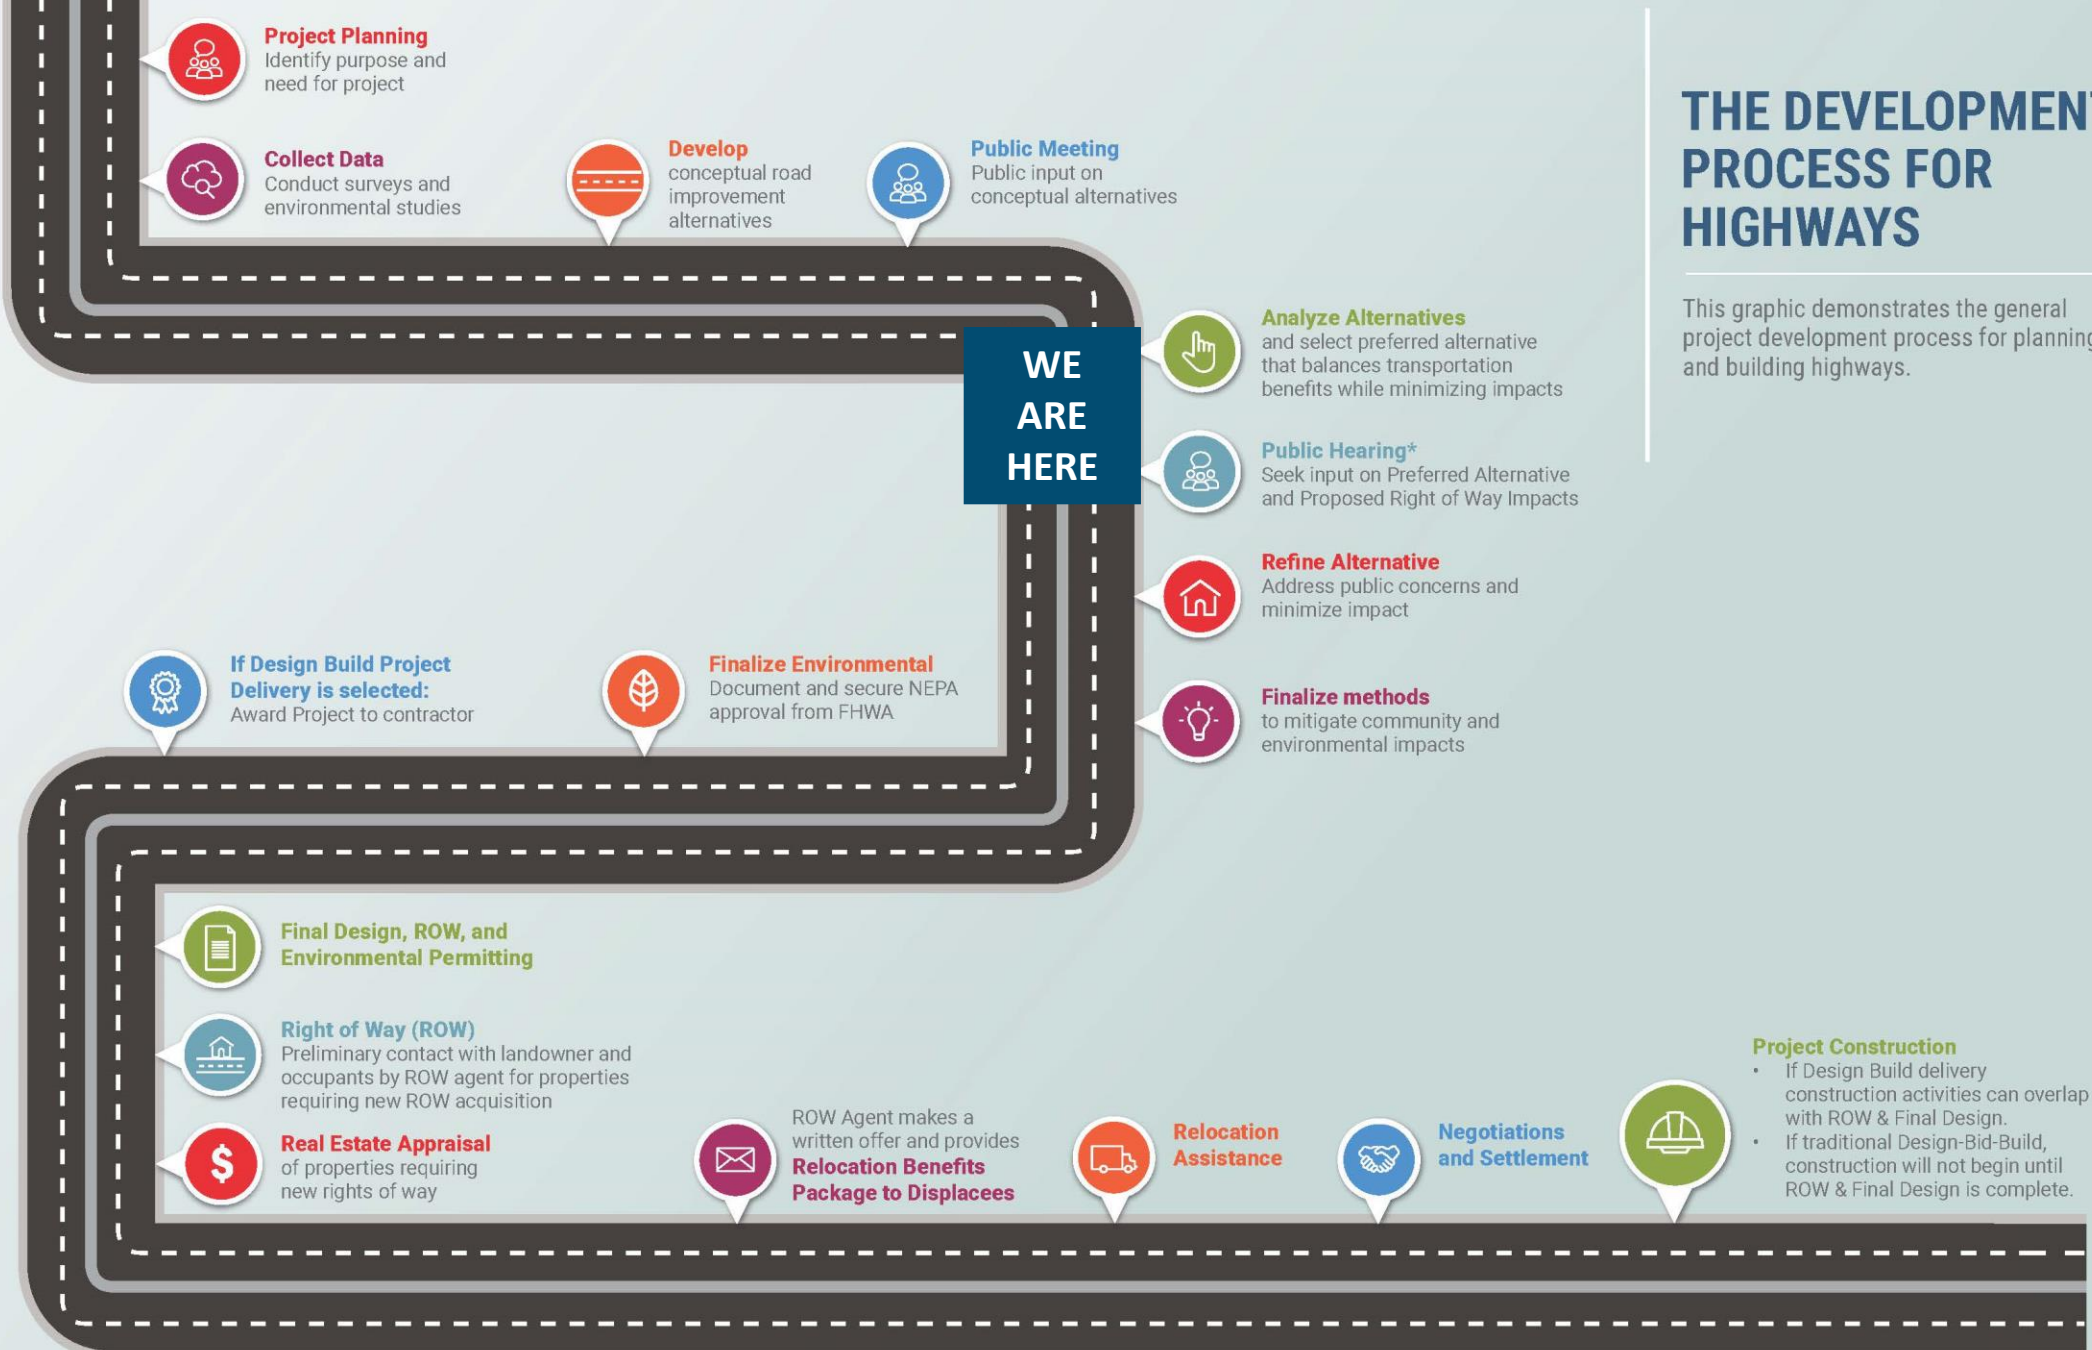 Project Planning
Identify purpose and
need for project
Collect Data
Conduct surveys and
environmental studies
Develop
conceptual road
improvement
alternatives
Public Meeting
Public input on
conceptual alternatives
THE DEVELOPMENT
PROCESS FOR
HIGHWAYS
This graphic demonstrates the general
project development process for planning
and building highways.
WE
ARE
HERE
Analyze Alternatives
and select preferred alternative
that balances transportation
benefits while minimizing impacts
Public Hearing*
Seek input on Preferred Alternative
and Proposed Right of Way Impacts
Refine Alternative
Address public concerns and
minimize impact
Finalize methods
to mitigate community and
environmental impacts
Finalize Environmental
Document and secure NEPA
approval from FHWA
If Design Build Project
Delivery is selected:
Award Project to contractor
Final Design, ROW, and
Environmental Permitting
Right of Way (ROW)
Preliminary contact with landowner and
occupants by ROW agent for properties
requiring new ROW acquisition
Real Estate Appraisal
of properties requiring
new rights of way
$
ROW Agent makes a
written offer and provides
Relocation Benefits
Package to Displacees
Relocation
Assistance
Negotiations
and Settlement
Project Construction
• If Design Build delivery
construction activities can overlap
with ROW & Final Design.
• If traditional Design-Bid-Build,
construction will not begin until
ROW & Final Design is complete.